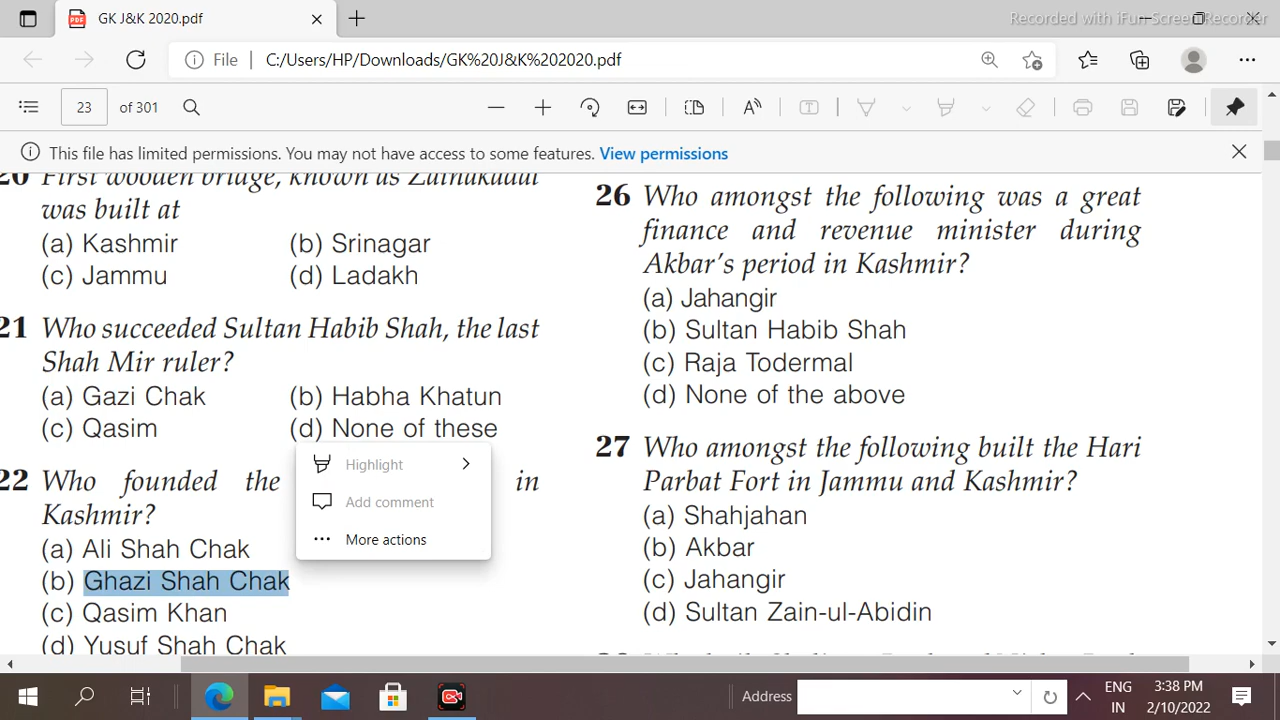 GK J&K 2020.pdf
Recorded with iFun Screen Recorder
File C:/Users/HP/Downloads/GK%20J&K%202020.pdf
23 of 301
This file has limited permissions. You may not have access to some features. View permissions
20 First wooden bridge, known as Zainakadal
was built at
(a) Kashmir (b) Srinagar
(c) Jammu (d) Ladakh
21 Who succeeded Sultan Habib Shah, the last
Shah Mir ruler?
(a) Gazi Chak (b) Habha Khatun
(c) Qasim (d) None of these
Highlight
Add comment
More actions
22 Who founded the in
Kashmir?
(a) Ali Shah Chak
(b) Ghazi Shah Chak
(c) Qasim Khan
(d) Yusuf Shah Chak
26 Who amongst the following was a great
finance and revenue minister during
Akbar's period in Kashmir?
(a) Jahangir
(b) Sultan Habib Shah
(c) Raja Todermal
(d) None of the above
27 Who amongst the following built the Hari
Parbat Fort in Jammu and Kashmir?
(a) Shahjahan
(b) Akbar
(c) Jahangir
(d) Sultan Zain-ul-Abidin
Address
ENG
IN
3:38 PM
2/10/2022